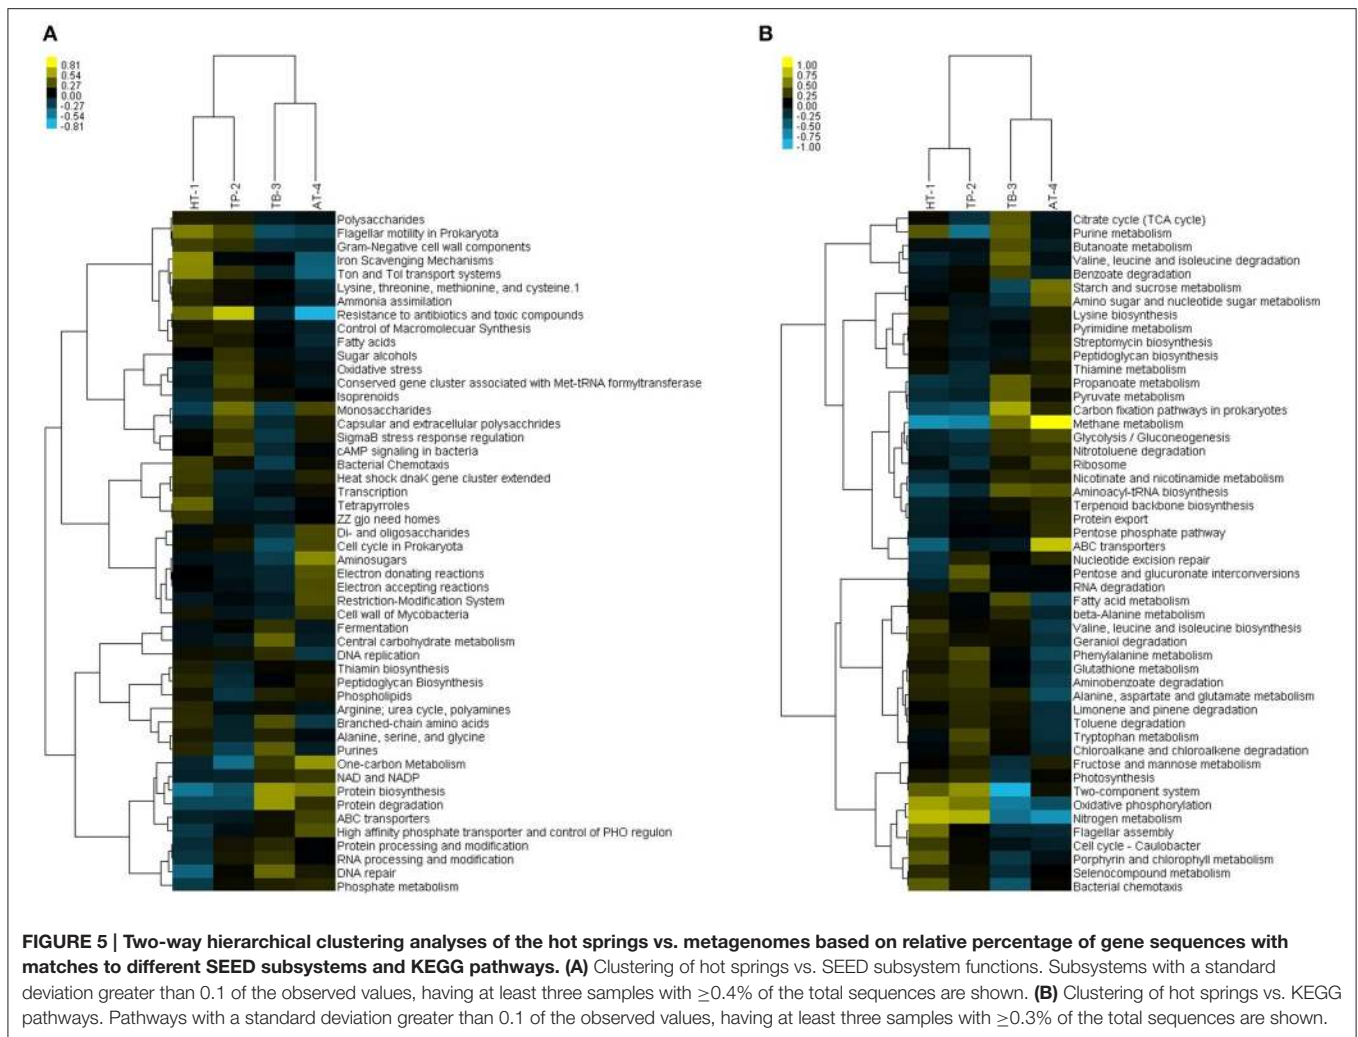 A
0.81
0.54
0.27
0.00
-0.27
-0.54
-0.81
HT-1
TP-2
TB-3
AT-4
Polysaccharides
Flagellar motility in Prokaryota
Gram-Negative cell wall components
Iron Scavenging Mechanisms
Ton and Tol transport systems
Lysine, threonine, methionine, and cysteine.1
Ammonia assimilation
Resistance to antibiotics and toxic compounds
Control of Macromolecuar Synthesis
Fatty acids
Sugar alcohols
Oxidative stress
Conserved gene cluster associated with Met-tRNA formyltransferase
Isoprenoids
Monosaccharides
Capsular and extracellular polysacchrides
SigmaB stress response regulation
cAMP signaling in bacteria
Bacterial Chemotaxis
Heat shock dnaK gene cluster extended
Transcription
Tetrapyrroles
ZZ gjo need homes
Di- and oligosaccharides
Cell cycle in Prokaryota
Aminosugars
Electron donating reactions
Electron accepting reactions
Restriction-Modification System
Cell wall of Mycobacteria
Fermentation
Central carbohydrate metabolism
DNA replication
Thiamin biosynthesis
Peptidoglycan Biosynthesis
Phospholipids
Arginine; urea cycle, polyamines
Branched-chain amino acids
Alanine, serine, and glycine
Purines
One-carbon Metabolism
NAD and NADP
Protein biosynthesis
Protein degradation
ABC transporters
High affinity phosphate transporter and control of PHO regulon
Protein processing and modification
RNA processing and modification
DNA repair
Phosphate metabolism
B
1.00
0.75
0.50
0.25
0.00
-0.25
-0.50
-0.75
-1.00
HT-1
TP-2
TB-3
AT-4
Citrate cycle (TCA cycle)
Purine metabolism
Butanoate metabolism
Valine, leucine and isoleucine degradation
Benzoate degradation
Starch and sucrose metabolism
Amino sugar and nucleotide sugar metabolism
Lysine biosynthesis
Pyrimidine metabolism
Streptomycin biosynthesis
Peptidoglycan biosynthesis
Thiamine metabolism
Propanoate metabolism
Pyruvate metabolism
Carbon fixation pathways in prokaryotes
Methane metabolism
Glycolysis / Gluconeogenesis
Nitrotoluene degradation
Ribosome
Nicotinate and nicotinamide metabolism
Aminoacyl-tRNA biosynthesis
Terpenoid backbone biosynthesis
Protein export
Pentose phosphate pathway
ABC transporters
Nucleotide excision repair
Pentose and glucuronate interconversions
RNA degradation
Fatty acid metabolism
beta-Alanine metabolism
Valine, leucine and isoleucine biosynthesis
Geraniol degradation
Phenylalanine metabolism
Glutathione metabolism
Aminobenzoate degradation
Alanine, aspartate and glutamate metabolism
Limonene and pinene degradation
Toluene degradation
Tryptophan metabolism
Chloroalkane and chloroalkene degradation
Fructose and mannose metabolism
Photosynthesis
Two-component system
Oxidative phosphorylation
Nitrogen metabolism
Flagellar assembly
Cell cycle - Caulobacter
Porphyrin and chlorophyll metabolism
Selenocompound metabolism
Bacterial chemotaxis
FIGURE 5 | Two-way hierarchical clustering analyses of the hot springs vs. metagenomes based on relative percentage of gene sequences with
matches to different SEED subsystems and KEGG pathways. (A) Clustering of hot springs vs. SEED subsystem functions. Subsystems with a standard
deviation greater than 0.1 of the observed values, having at least three samples with ≥0.4% of the total sequences are shown. (B) Clustering of hot springs vs. KEGG
pathways. Pathways with a standard deviation greater than 0.1 of the observed values, having at least three samples with ≥0.3% of the total sequences are shown.